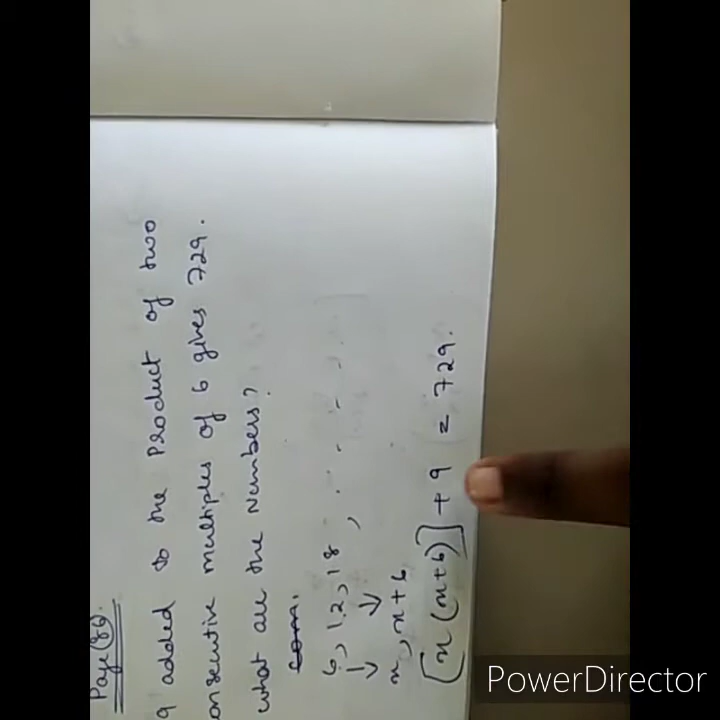 Page (86).
9 added to the Product of two
consecutive multiples of 6 gives 729.
what are the Numbers?
6, 12, 18, . . - - . .
↓ ↓
x, x+6
[x(x+6)] + 9 = 729.
PowerDirector